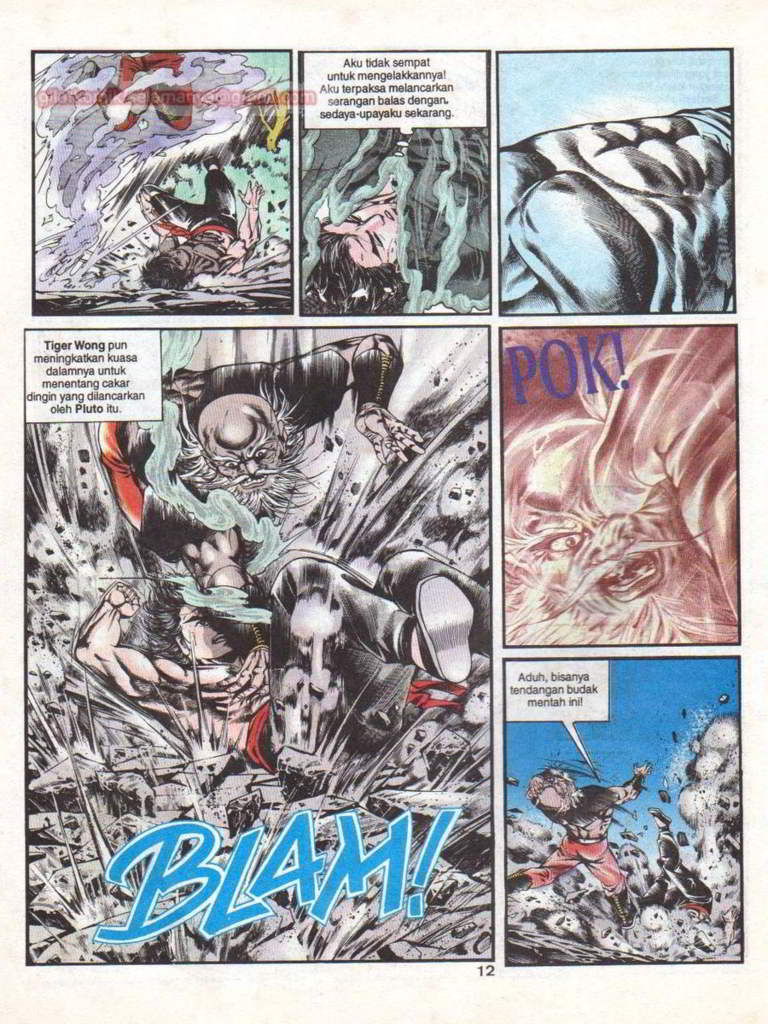 Aku tidak sempat
untuk mengelakkannya!
Aku terpaksa melancarkan
serangan balas dengan.
sedaya-upayaku sekarang.
Tiger Wong pun
meningkatkan kuasa
dalamnya untuk
menentang cakar
dingin yang dilancarkan
oleh Pluto itu.
BLAM!
POK!
Aduh, bisanya
tendangan budak
mentah ini!
12